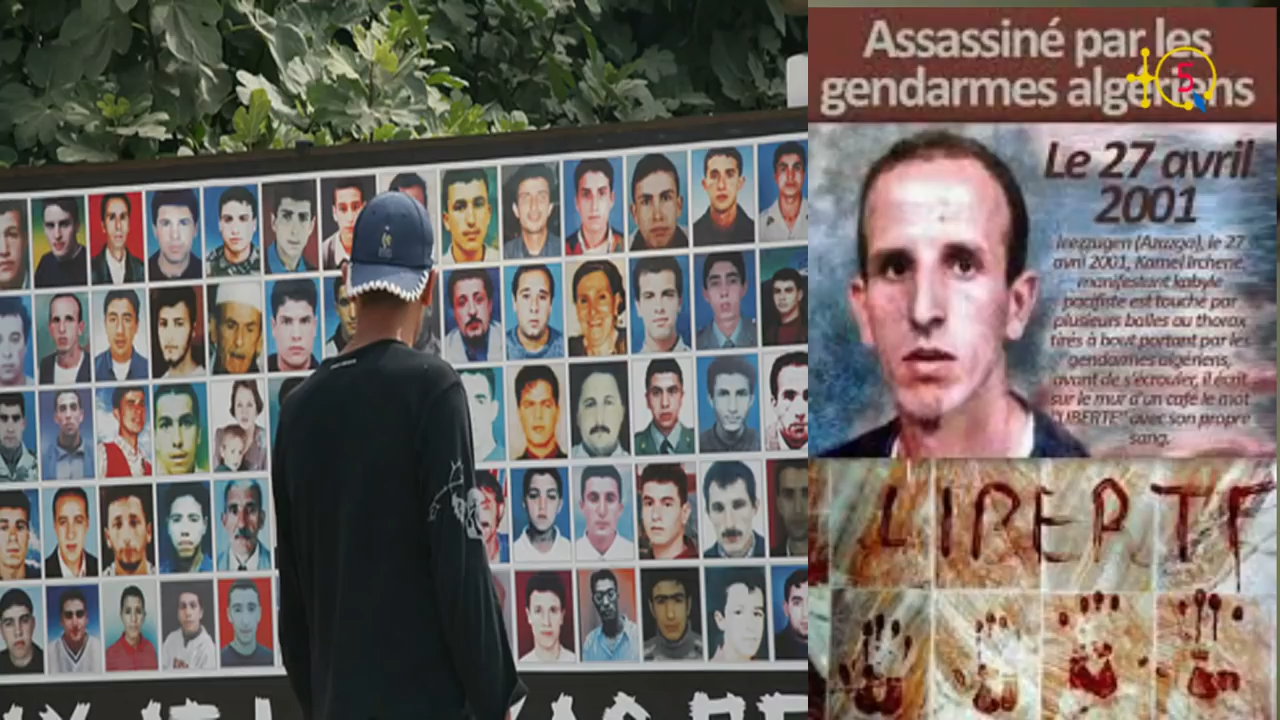 Assassiné par les
gendarmes algériens
5
Le 27 avril
2001
Ieezzugen (Azazga), le 27
avril 2001, Kamel Irchene,
manifestant kabyle
pacifiste est touché par
plusieurs balles au thorax
tirés à bout portant par les
gendarmes algériens,
avant de s'écrouler, il écrit
sur le mur d'un café le mot
"LIBERTE" avec son propre
sang.
LIBERTE